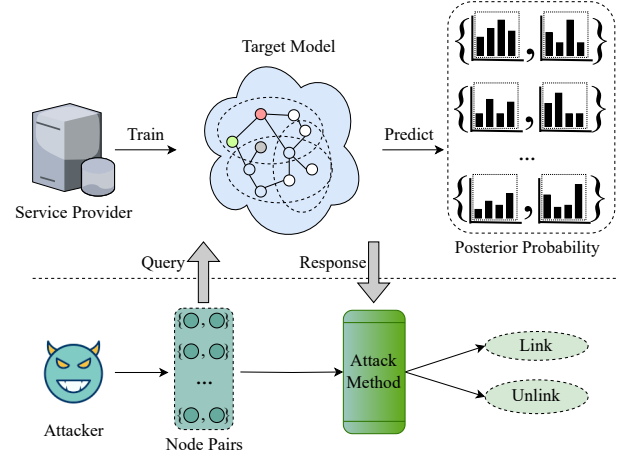 Target Model
Train
Predict
{ , }
{ , }
...
{ , }
Service Provider
Posterior Probability
Query
Response
{ , }
{ , }
...
{ , }
Attack
Method
Link
Unlink
Attacker
Node Pairs